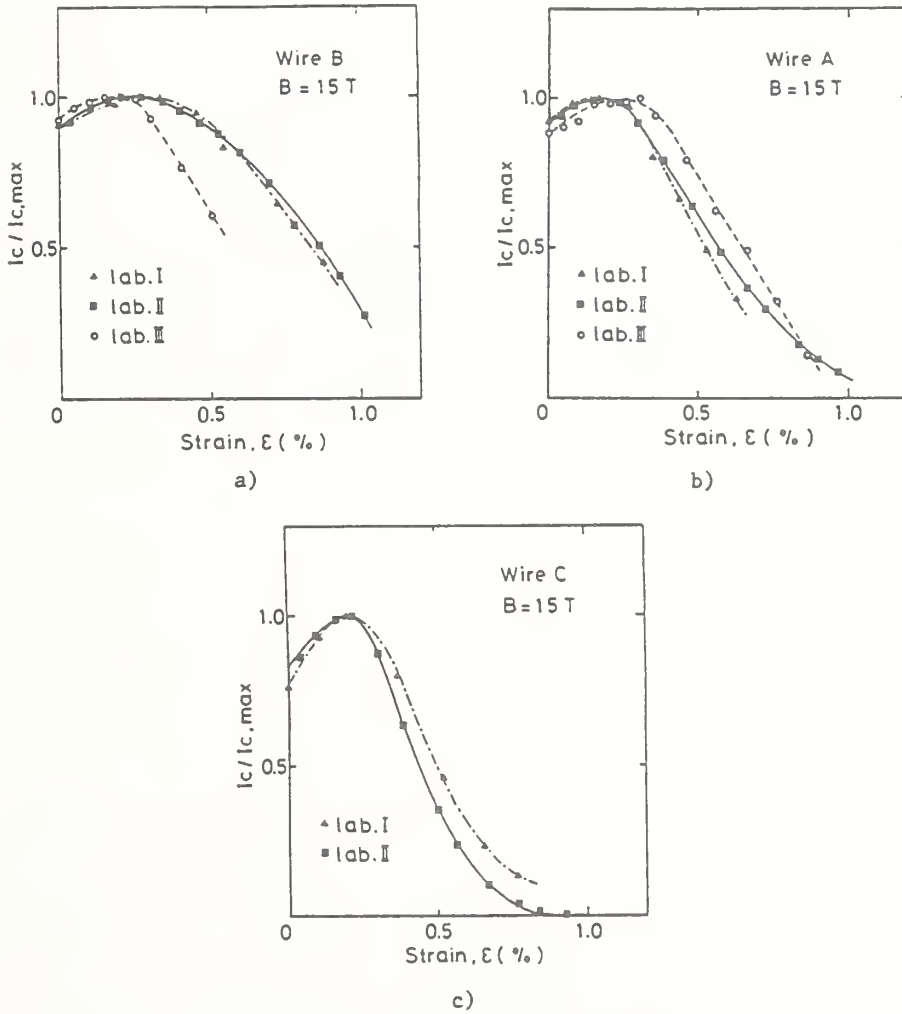 Wire B
B = 15 T
1.0
0.5
Ic / Ic,max
▲ lab. I
■ lab. II
○ lab. III
0
0.5
1.0
Strain, ε ( % )
a)
Wire A
B = 15 T
1.0
0.5
Ic / Ic,max
▲ lab. I
■ lab. II
○ lab. III
0
0.5
1.0
Strain, ε ( % )
b)
Wire C
B = 15 T
1.0
0.5
Ic / Ic,max
▲ lab. I
■ lab. II
0
0.5
1.0
Strain, ε ( % )
c)